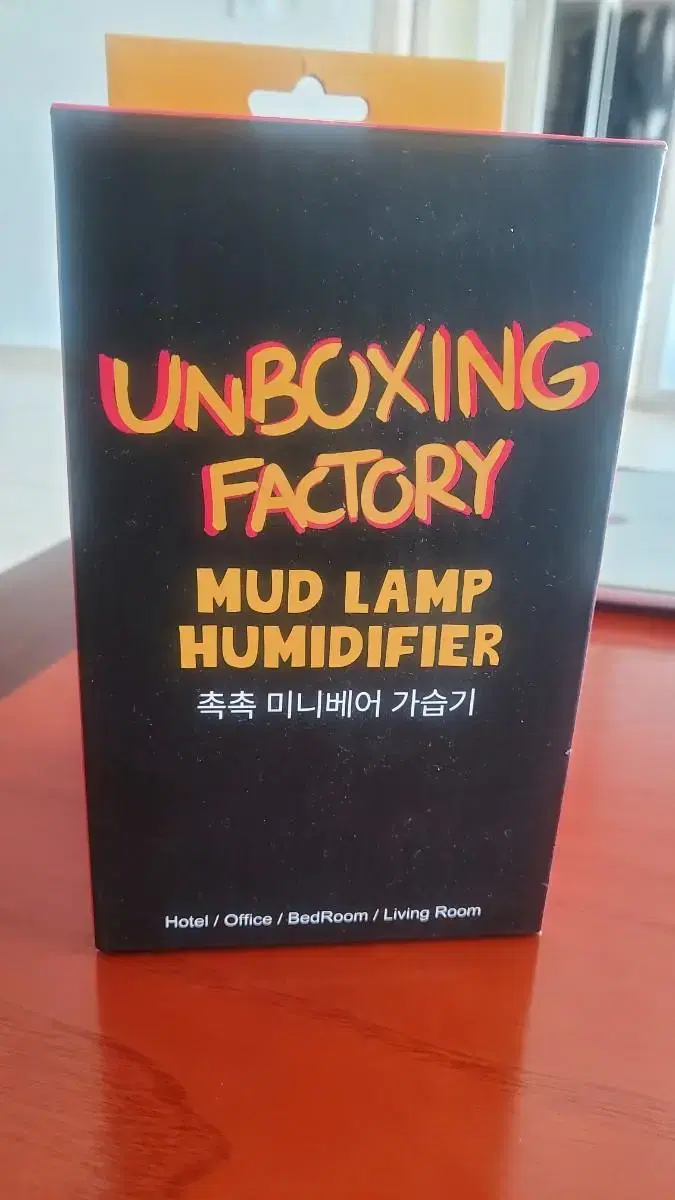 UNBOXING
FACTORY
MUD LAMP
HUMIDIFIER
촉촉 미니베어 가습기
Hotel / Office / BedRoom / Living Room